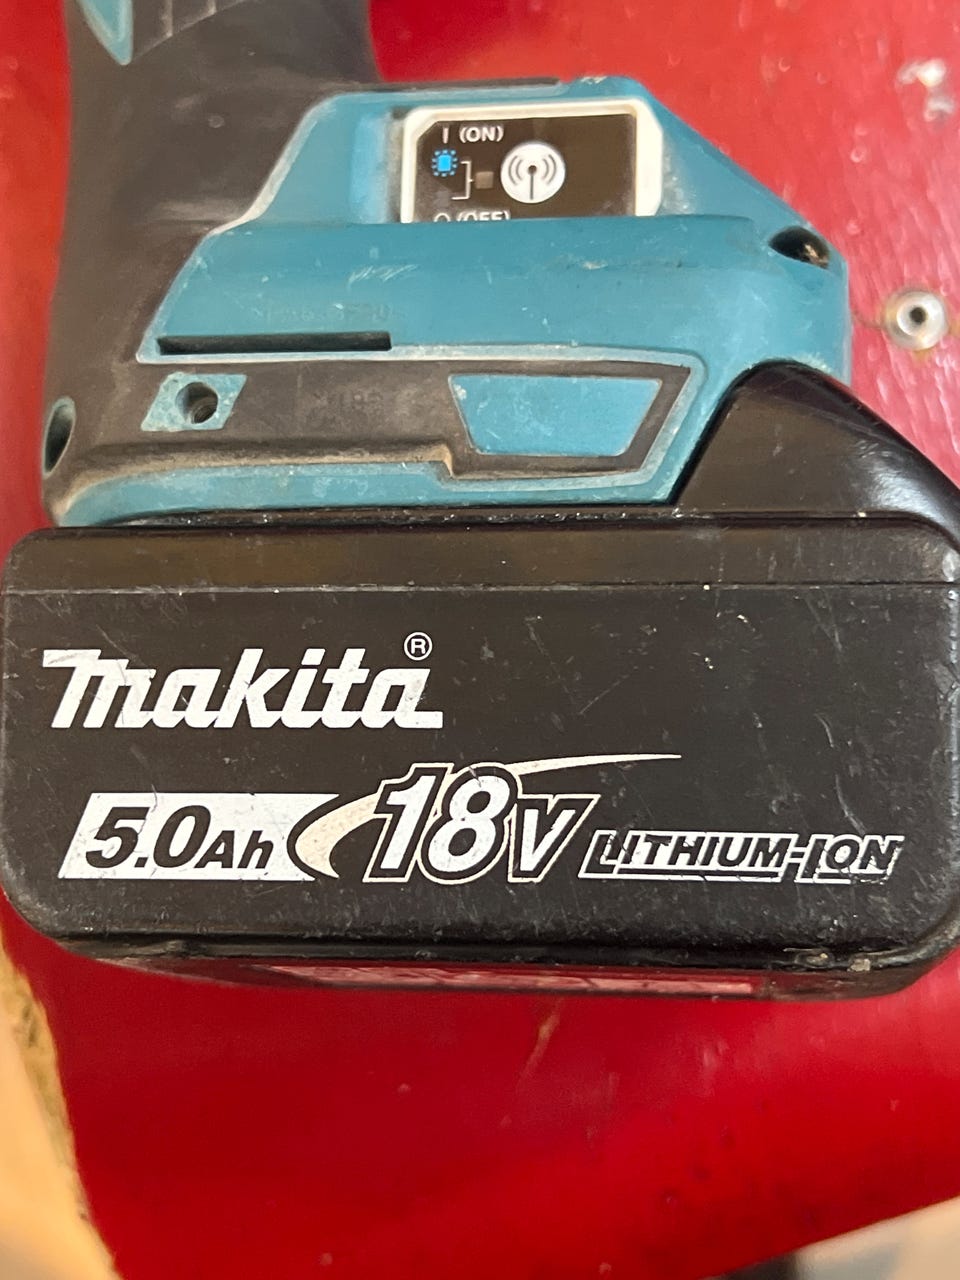 I (ON)
O (OFF)
makita®
5.0Ah 18V LITHIUM-ION